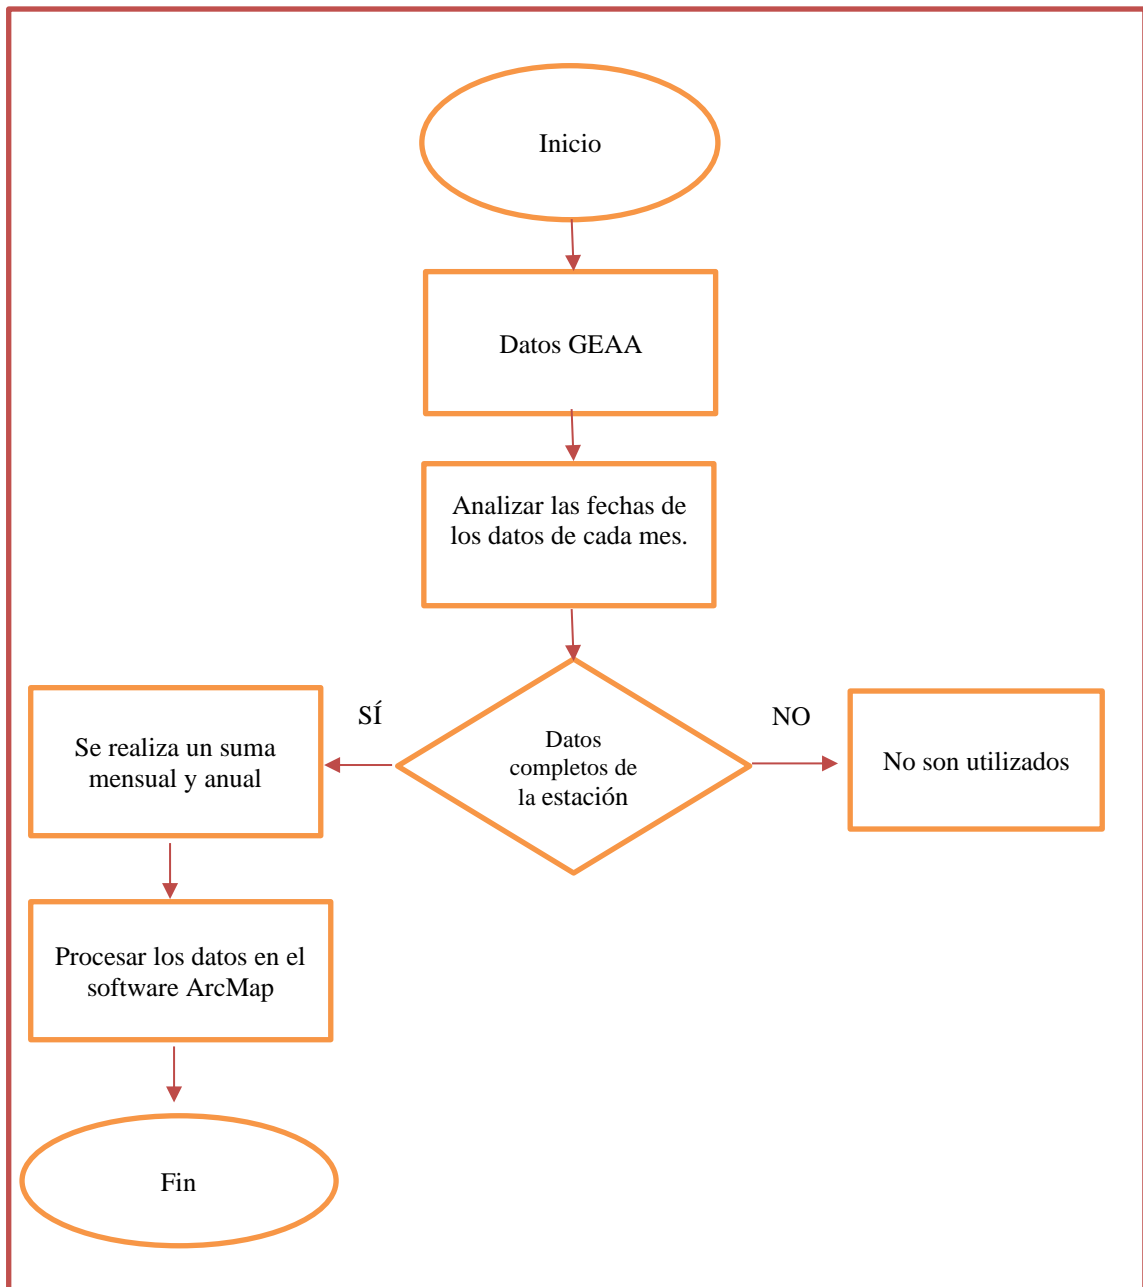 Inicio
Datos GEAA
Analizar las fechas de
los datos de cada mes.
Datos
completos de
la estación
SÍ
NO
Se realiza un suma
mensual y anual
No son utilizados
Procesar los datos en el
software ArcMap
Fin